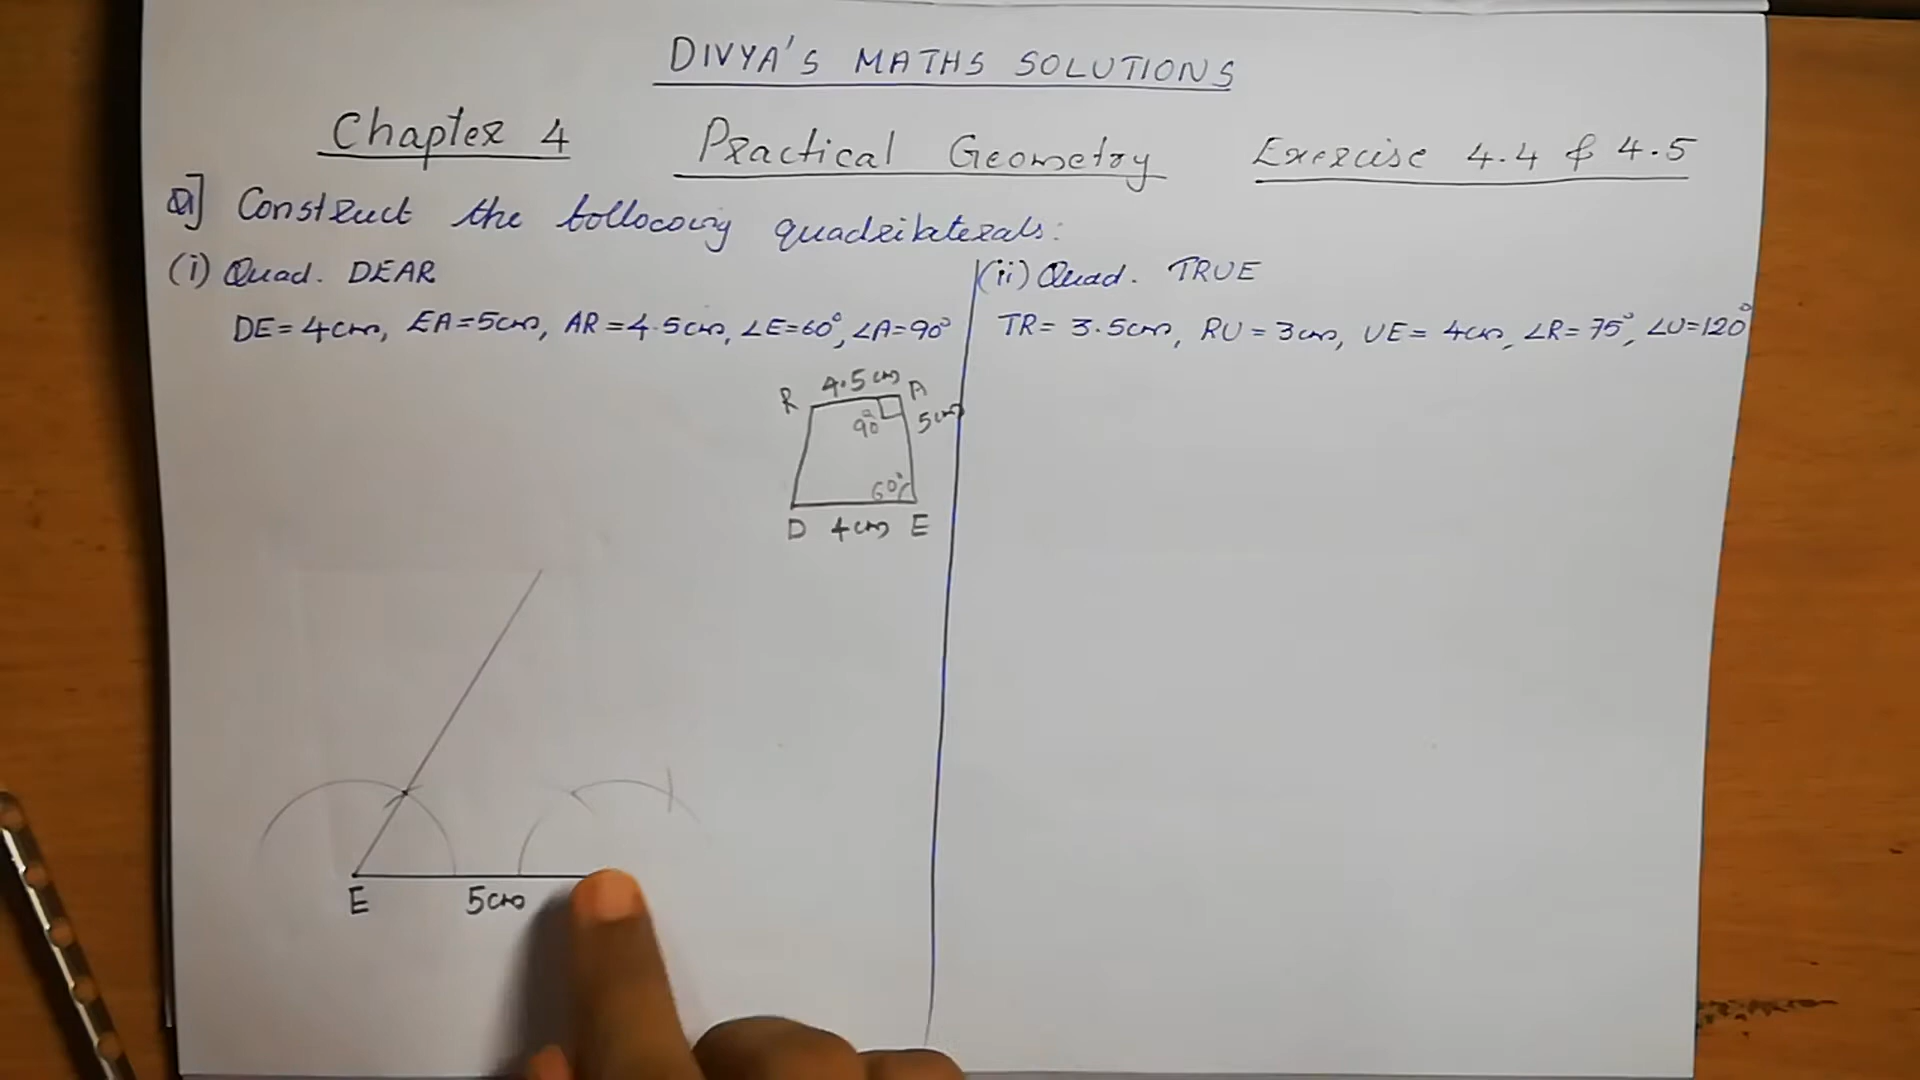 DIVYA'S MATHS SOLUTIONS
Chapter 4 Practical Geometry Exercise 4.4 & 4.5
Q1] Construct the following quadrilaterals:
(i) Quad. DEAR
DE = 4cm, EA = 5cm, AR = 4.5cm, ∠E = 60°, ∠A = 90°
(ii) Quad. TRUE
TR = 3.5cm, RU = 3cm, UE = 4cm, ∠R = 75°, ∠U = 120°
R 4.5cm A
90° 5cm
60°
D 4cm E
E 5cm